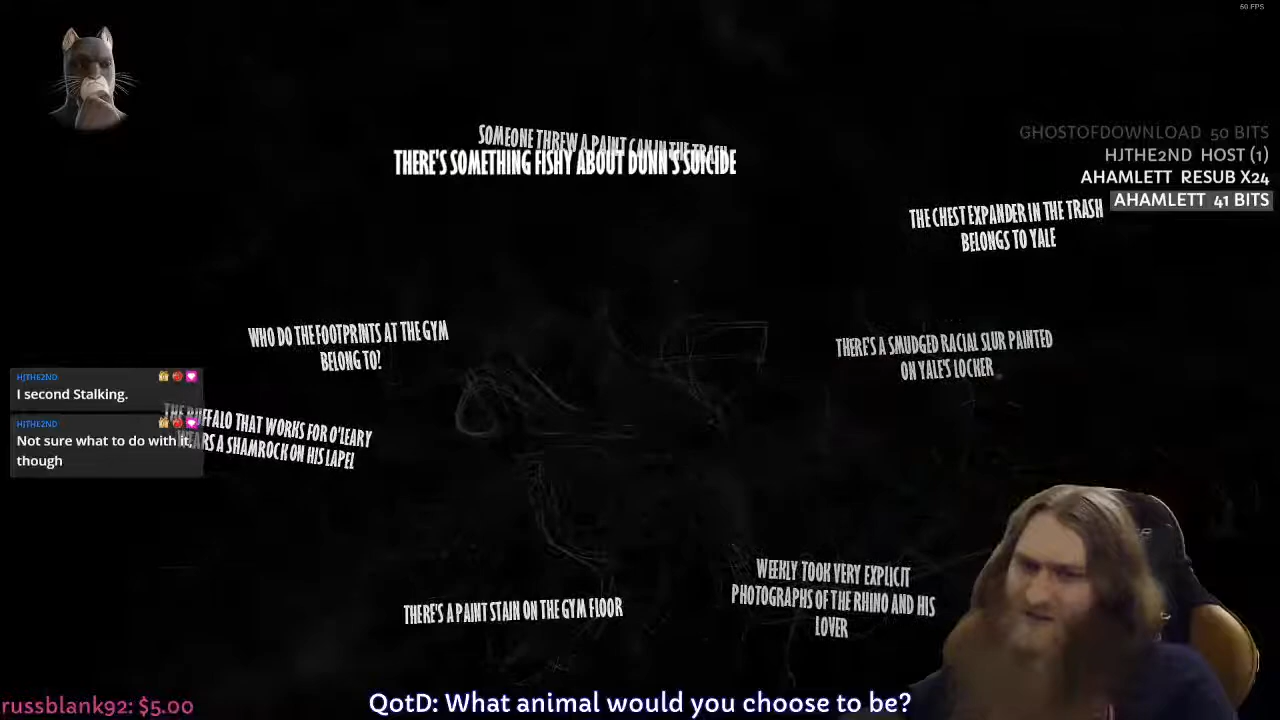 60 FPS
GHOSTOFDOWNLOAD 50 BITS
HJTHE2ND HOST (1)
AHAMLETT RESUB X24
AHAMLETT 41 BITS
SOMEONE THREW A PAINT CAN IN THE TRASH
THERE'S SOMETHING FISHY ABOUT DUNN'S SUICIDE
THE CHEST EXPANDER IN THE TRASH
BELONGS TO YALE
WHO DO THE FOOTPRINTS AT THE GYM
BELONG TO?
THERE'S A SMUDGED RACIAL SLUR PAINTED
ON YALE'S LOCKER
HJTHE2ND
I second Stalking.
HJTHE2ND
Not sure what to do with it,
though
THE BUFFALO THAT WORKS FOR O'LEARY
WEARS A SHAMROCK ON HIS LAPEL
WEEKLY TOOK VERY EXPLICIT
PHOTOGRAPHS OF THE RHINO AND HIS
LOVER
THERE'S A PAINT STAIN ON THE GYM FLOOR
russblank92: $5.00
QotD: What animal would you choose to be?